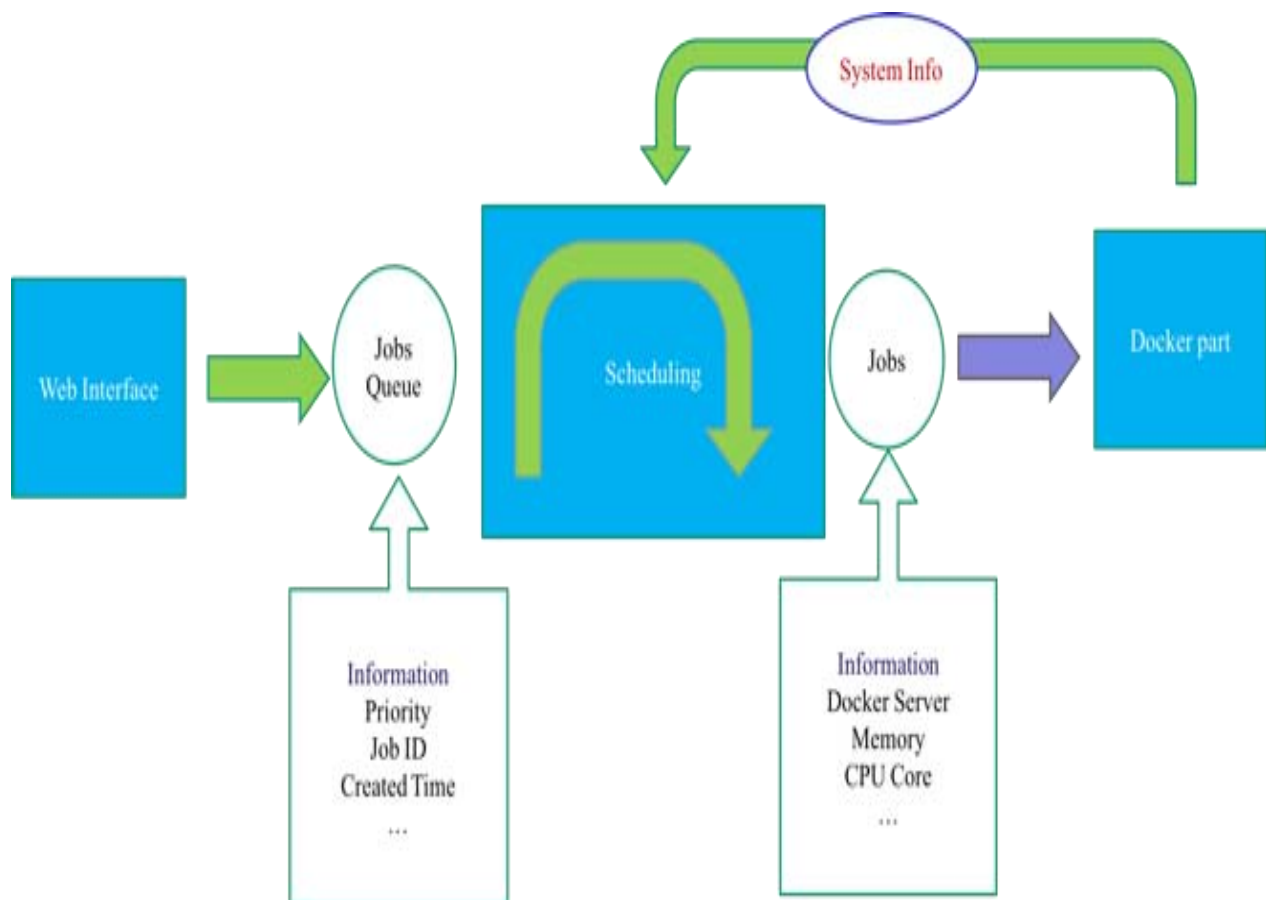 System Info
Web Interface
Jobs
Queue
Scheduling
Jobs
Docker part
Information
Priority
Job ID
Created Time
...
Information
Docker Server
Memory
CPU Core
...